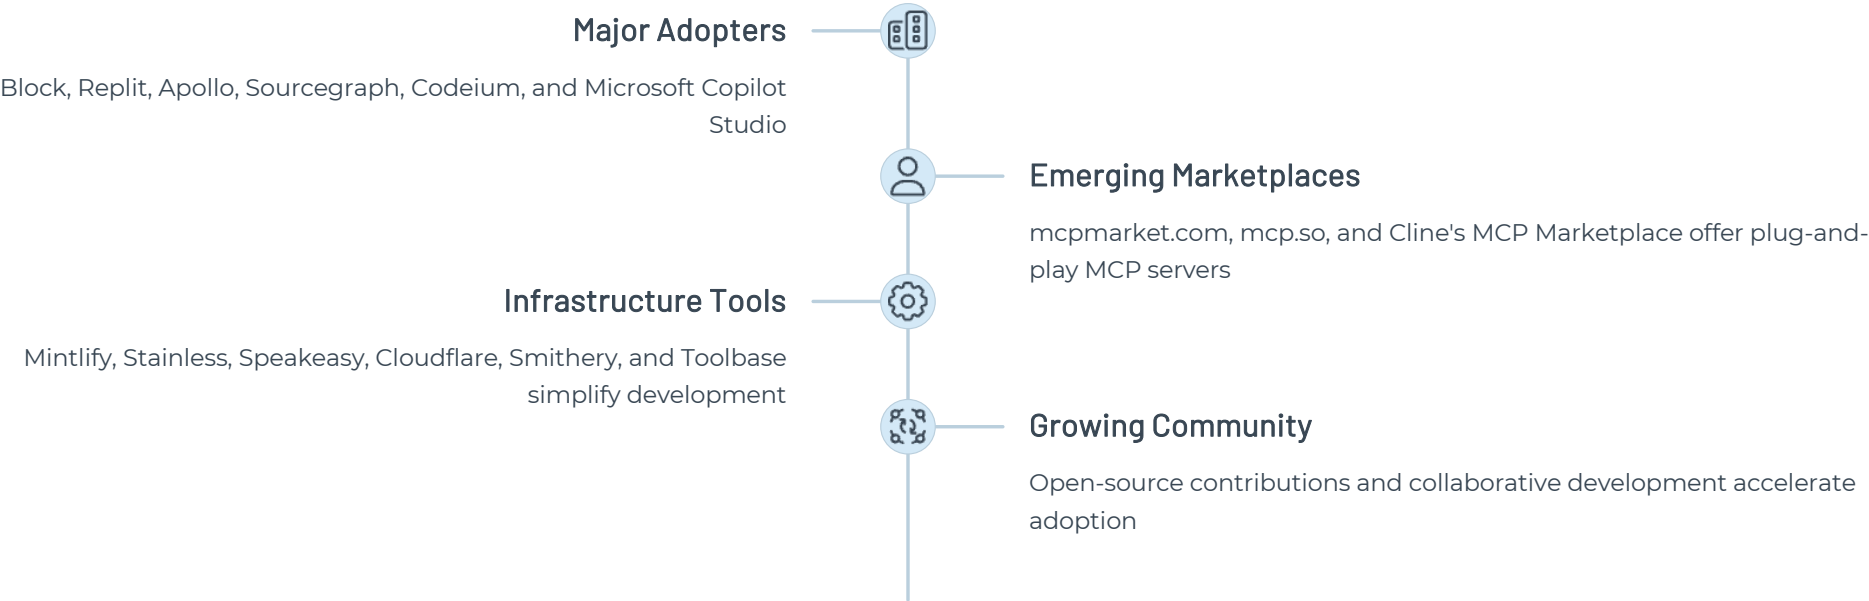 Major Adopters
Block, Replit, Apollo, Sourcegraph, Codeium, and Microsoft Copilot
Studio
Emerging Marketplaces
mcpmarket.com, mcp.so, and Cline's MCP Marketplace offer plug-and-
play MCP servers
Infrastructure Tools
Mintlify, Stainless, Speakeasy, Cloudflare, Smithery, and Toolbase
simplify development
Growing Community
Open-source contributions and collaborative development accelerate
adoption